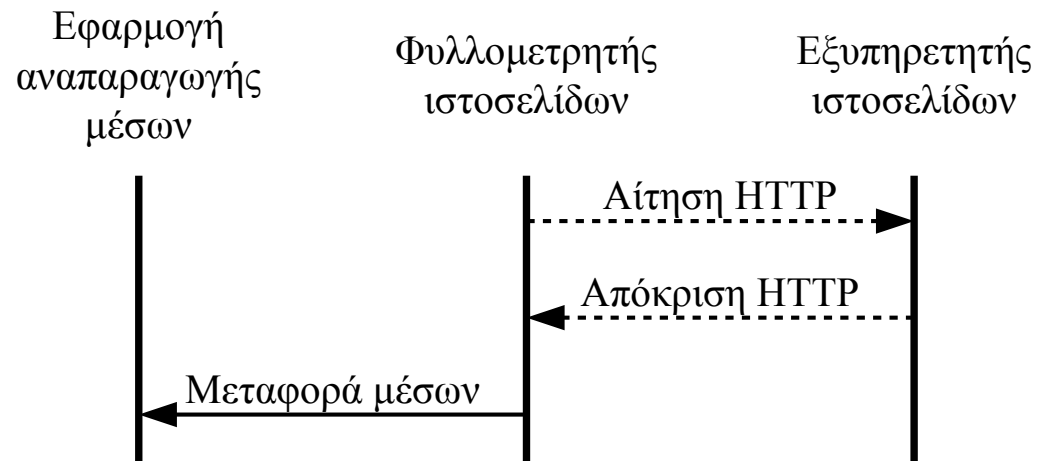 Εφαρμογή
αναπαραγωγής
μέσων
Φυλλομετρητής
ιστοσελίδων
Εξυπηρετητής
ιστοσελίδων
Αίτηση HTTP
Απόκριση HTTP
Μεταφορά μέσων